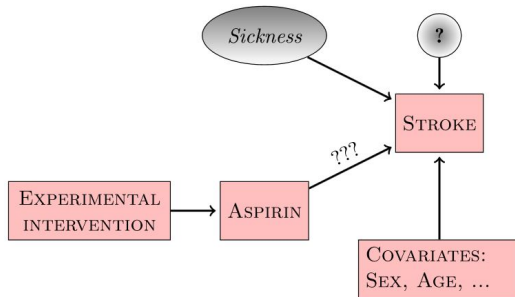 Sickness
?
STROKE
???
EXPERIMENTAL
INTERVENTION
ASPIRIN
COVARIATES:
SEX, AGE, ...